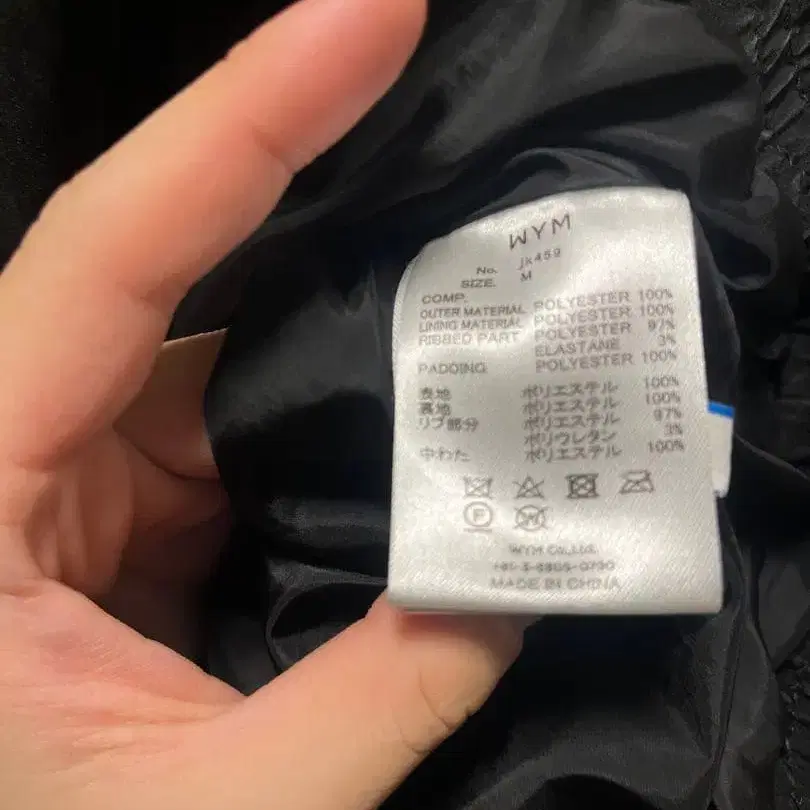 WYM
No. jk459
SIZE. M
COMP.
OUTER MATERIAL POLYESTER 100%
LINING MATERIAL POLYESTER 100%
RIBBED PART POLYESTER 97%
ELASTANE 3%
PADDING POLYESTER 100%
表地 ポリエステル 100%
裏地 ポリエステル 100%
リブ部分 ポリエステル 97%
ポリウレタン 3%
中わた ポリエステル 100%
F
W
WYM Co.,Ltd.
MADE IN CHINA